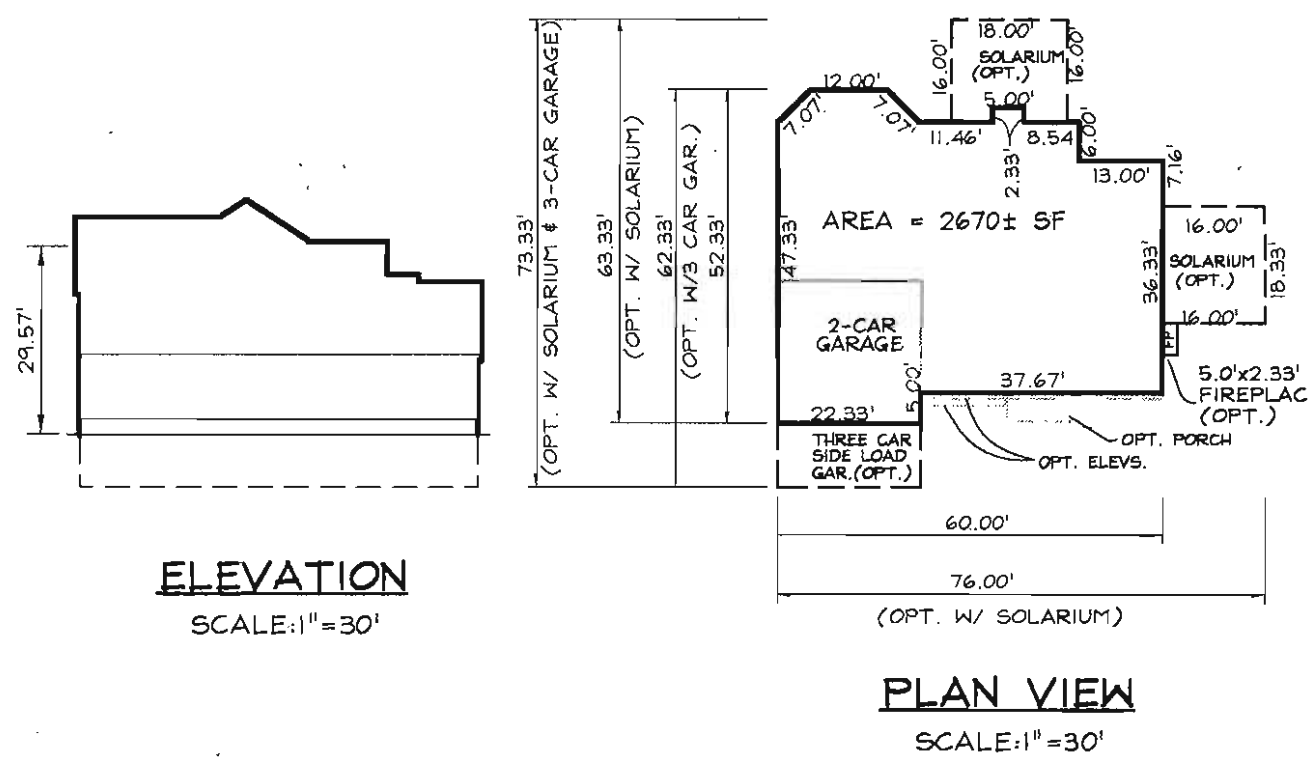 29.57'
ELEVATION
SCALE:1"=30'
73.33'
(OPT. W/ SOLARIUM & 3-CAR GARAGE)
63.33'
(OPT. W/ SOLARIUM)
62.33'
(OPT. W/3 CAR GAR.)
52.33'
18.00'
16.00'
SOLARIUM
(OPT.)
16.00'
12.00'
7.07'
7.07'
5.00'
11.46'
2.33'
8.54
6.00'
13.00'
7.16'
AREA = 2670± SF
47.33'
36.33'
16.00'
SOLARIUM
(OPT.)
18.33'
16.00'
2-CAR
GARAGE
FP
5.0'x2.33'
FIREPLAC
(OPT.)
37.67'
5.00'
22.33'
THREE CAR
SIDE LOAD
GAR.(OPT.)
OPT. PORCH
OPT. ELEVS.
60.00'
76.00'
(OPT. W/ SOLARIUM)
PLAN VIEW
SCALE:1"=30'